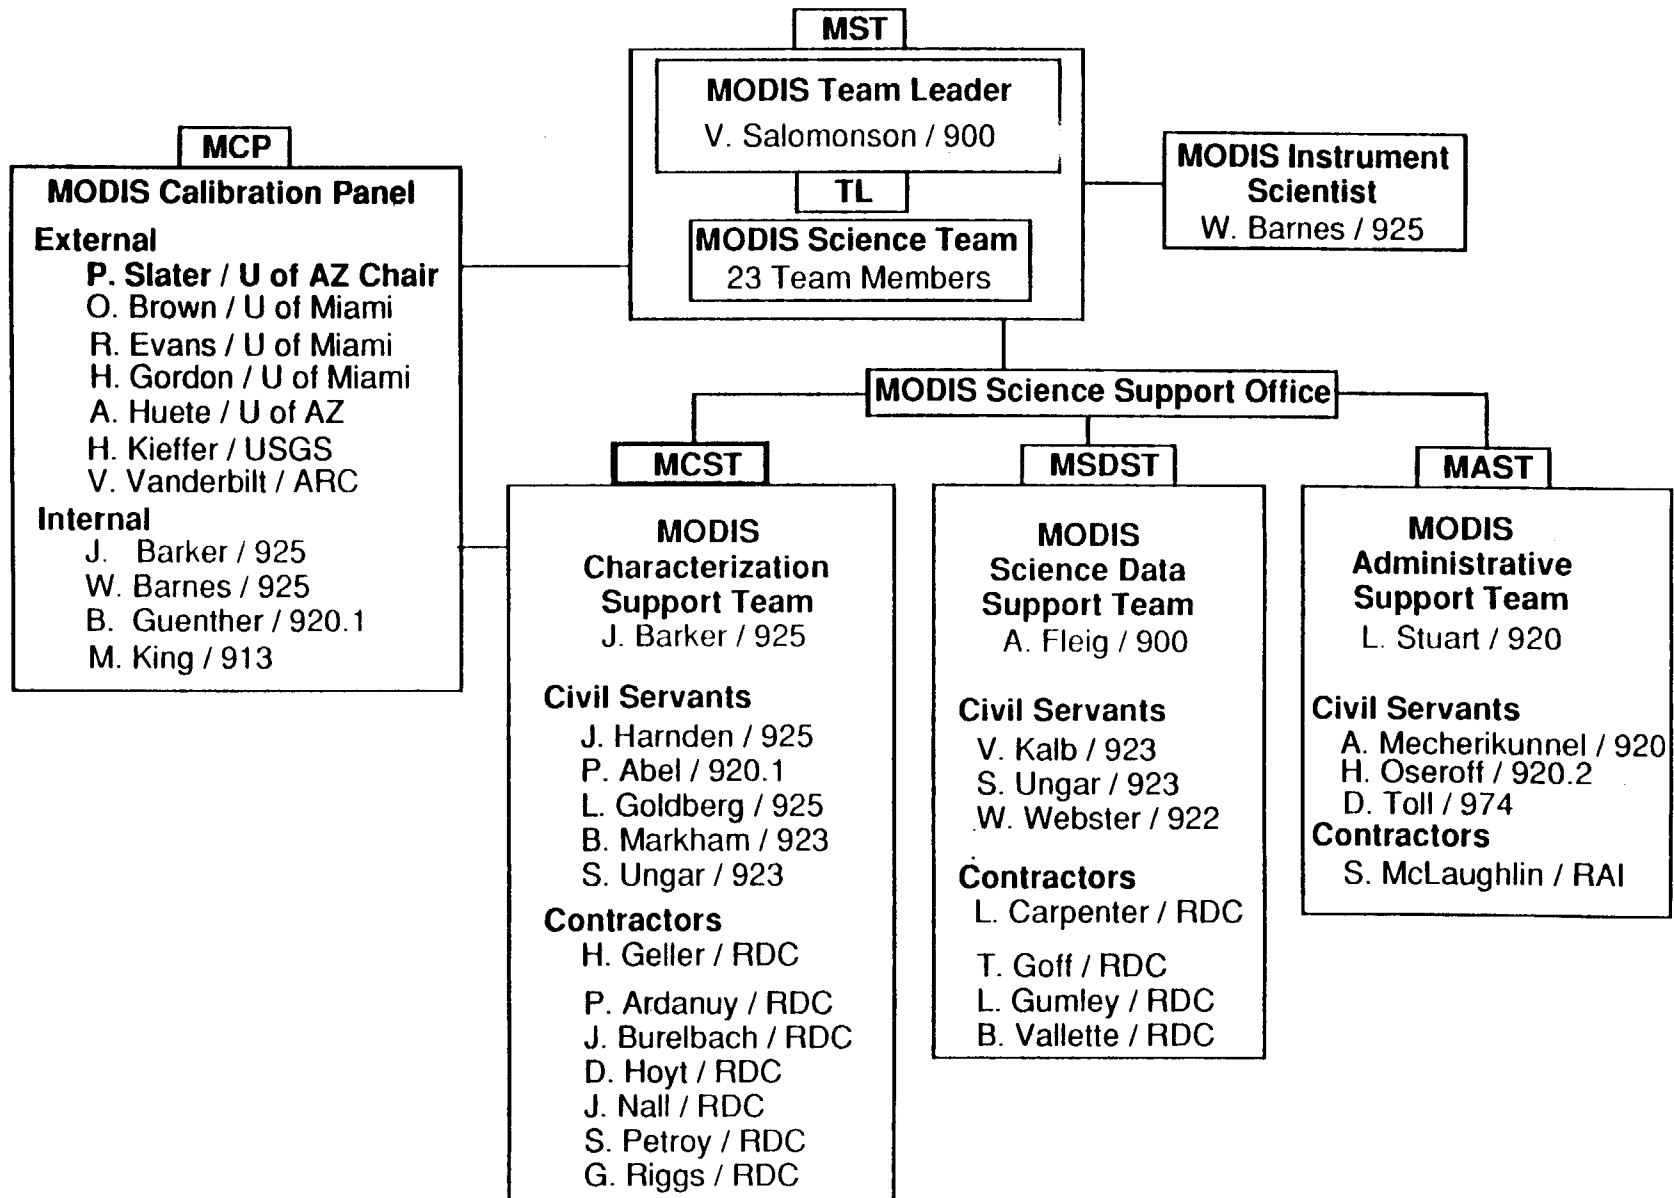 MST
MODIS Team Leader
V. Salomonson / 900
TL
MODIS Science Team
23 Team Members
MODIS Instrument
Scientist
W. Barnes / 925
MCP
MODIS Calibration Panel
External
P. Slater / U of AZ Chair
O. Brown / U of Miami
R. Evans / U of Miami
H. Gordon / U of Miami
A. Huete / U of AZ
H. Kieffer / USGS
V. Vanderbilt / ARC
Internal
J. Barker / 925
W. Barnes / 925
B. Guenther / 920.1
M. King / 913
MODIS Science Support Office
MCST
MODIS
Characterization
Support Team
J. Barker / 925
Civil Servants
J. Harnden / 925
P. Abel / 920.1
L. Goldberg / 925
B. Markham / 923
S. Ungar / 923
Contractors
H. Geller / RDC
P. Ardanuy / RDC
J. Burelbach / RDC
D. Hoyt / RDC
J. Nall / RDC
S. Petroy / RDC
G. Riggs / RDC
MSDST
MODIS
Science Data
Support Team
A. Fleig / 900
Civil Servants
V. Kalb / 923
S. Ungar / 923
W. Webster / 922
Contractors
L. Carpenter / RDC
T. Goff / RDC
L. Gumley / RDC
B. Vallette / RDC
MAST
MODIS
Administrative
Support Team
L. Stuart / 920
Civil Servants
A. Mecherikunnel / 920
H. Oseroff / 920.2
D. Toll / 974
Contractors
S. McLaughlin / RAI